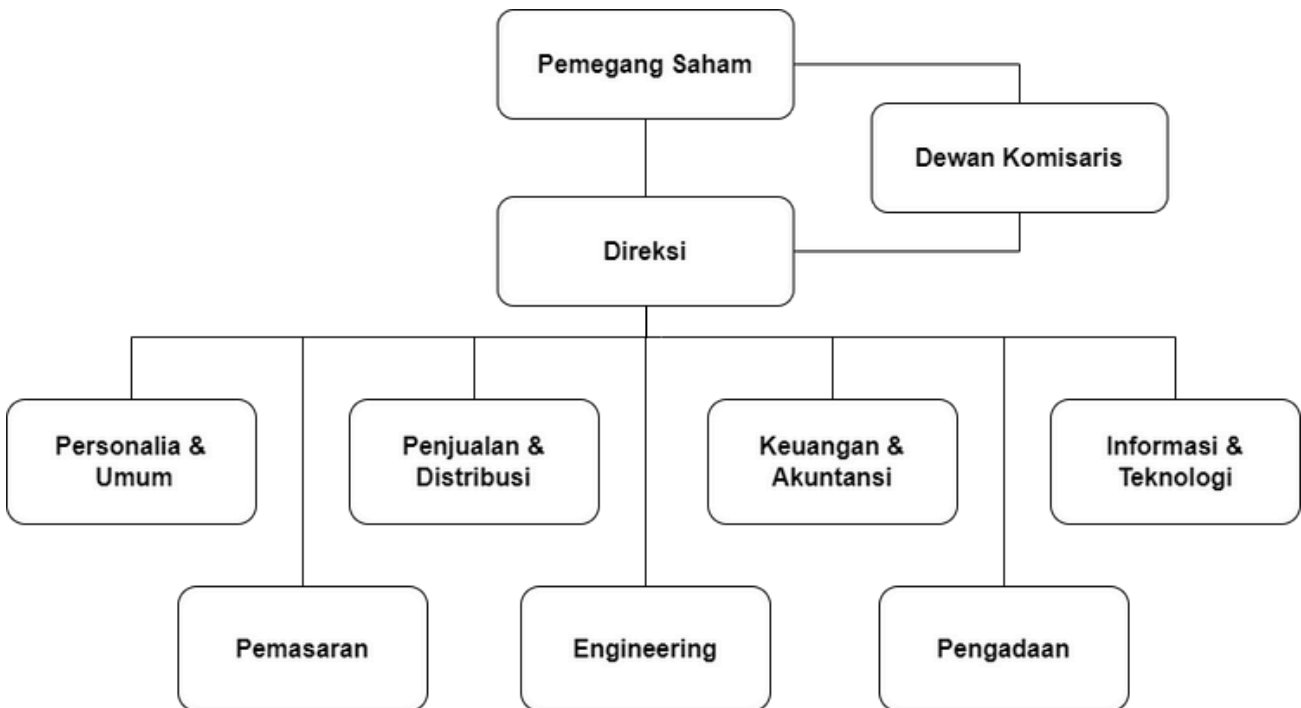 Pemegang Saham
Dewan Komisaris
Direksi
Personalia &
Umum
Penjualan &
Distribusi
Keuangan &
Akuntansi
Informasi &
Teknologi
Pemasaran
Engineering
Pengadaan